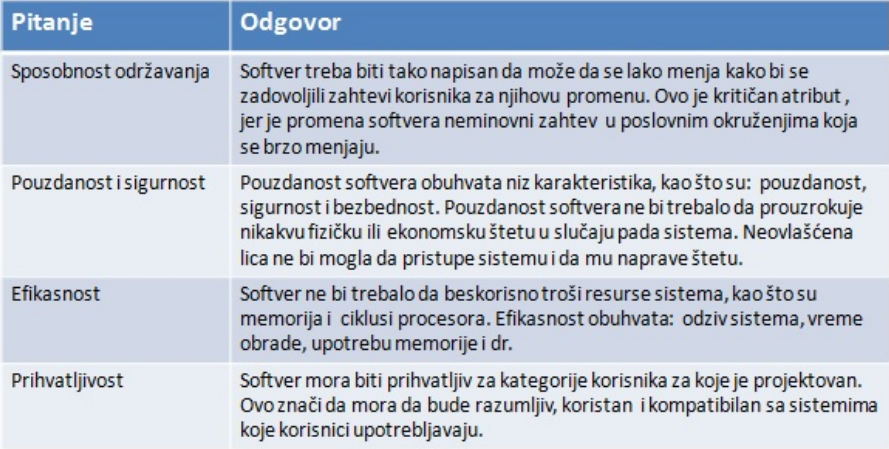 Pitanje Odgovor
Sposobnost održavanja Softver treba biti tako napisan da može da se lako menja kako bi se
zadovoljili zahtevi korisnika za njihovu promenu. Ovo je kritičan atribut ,
jer je promena softvera neminovni zahtev u poslovnim okruženjima koja
se brzo menjaju.
Pouzdanost i sigurnost Pouzdanost softvera obuhvata niz karakteristika, kao što su: pouzdanost,
sigurnost i bezbednost. Pouzdanost softvera ne bi trebalo da prouzrokuje
nikakvu fizičku ili ekonomsku štetu u slučaju pada sistema. Neovlašćena
lica ne bi mogla da pristupe sistemu i da mu naprave štetu.
Efikasnost Softver ne bi trebalo da beskorisno troši resurse sistema, kao što su
memorija i ciklusi procesora. Efikasnost obuhvata: odziv sistema, vreme
obrade, upotrebu memorije i dr.
Prihvatljivost Softver mora biti prihvatljiv za kategorije korisnika za koje je projektovan.
Ovo znači da mora da bude razumljiv, koristan i kompatibilan sa sistemima
koje korisnici upotrebljavaju.